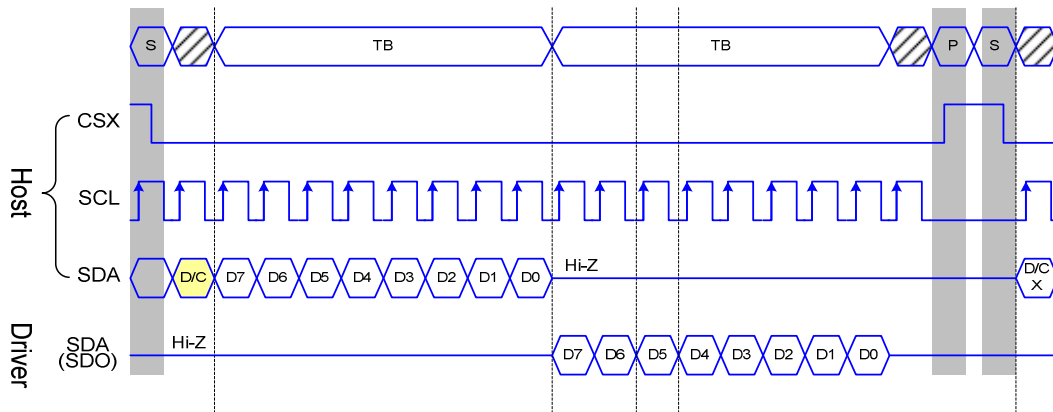 S TB TB P S
CSX
Host
SCL
SDA D/C D7 D6 D5 D4 D3 D2 D1 D0 Hi-Z D/C
X
Driver
SDA
(SDO)
Hi-Z
D7 D6 D5 D4 D3 D2 D1 D0